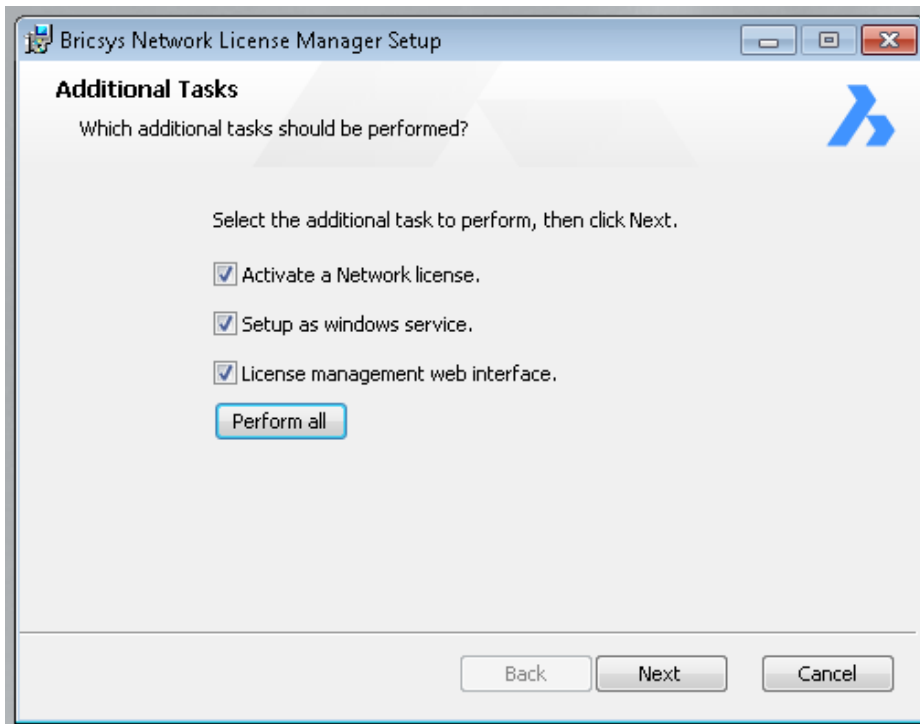 Bricsys Network License Manager Setup
Additional Tasks
Which additional tasks should be performed?
Select the additional task to perform, then click Next.
Activate a Network license.
Setup as windows service.
License management web interface.
Perform all
Back
Next
Cancel